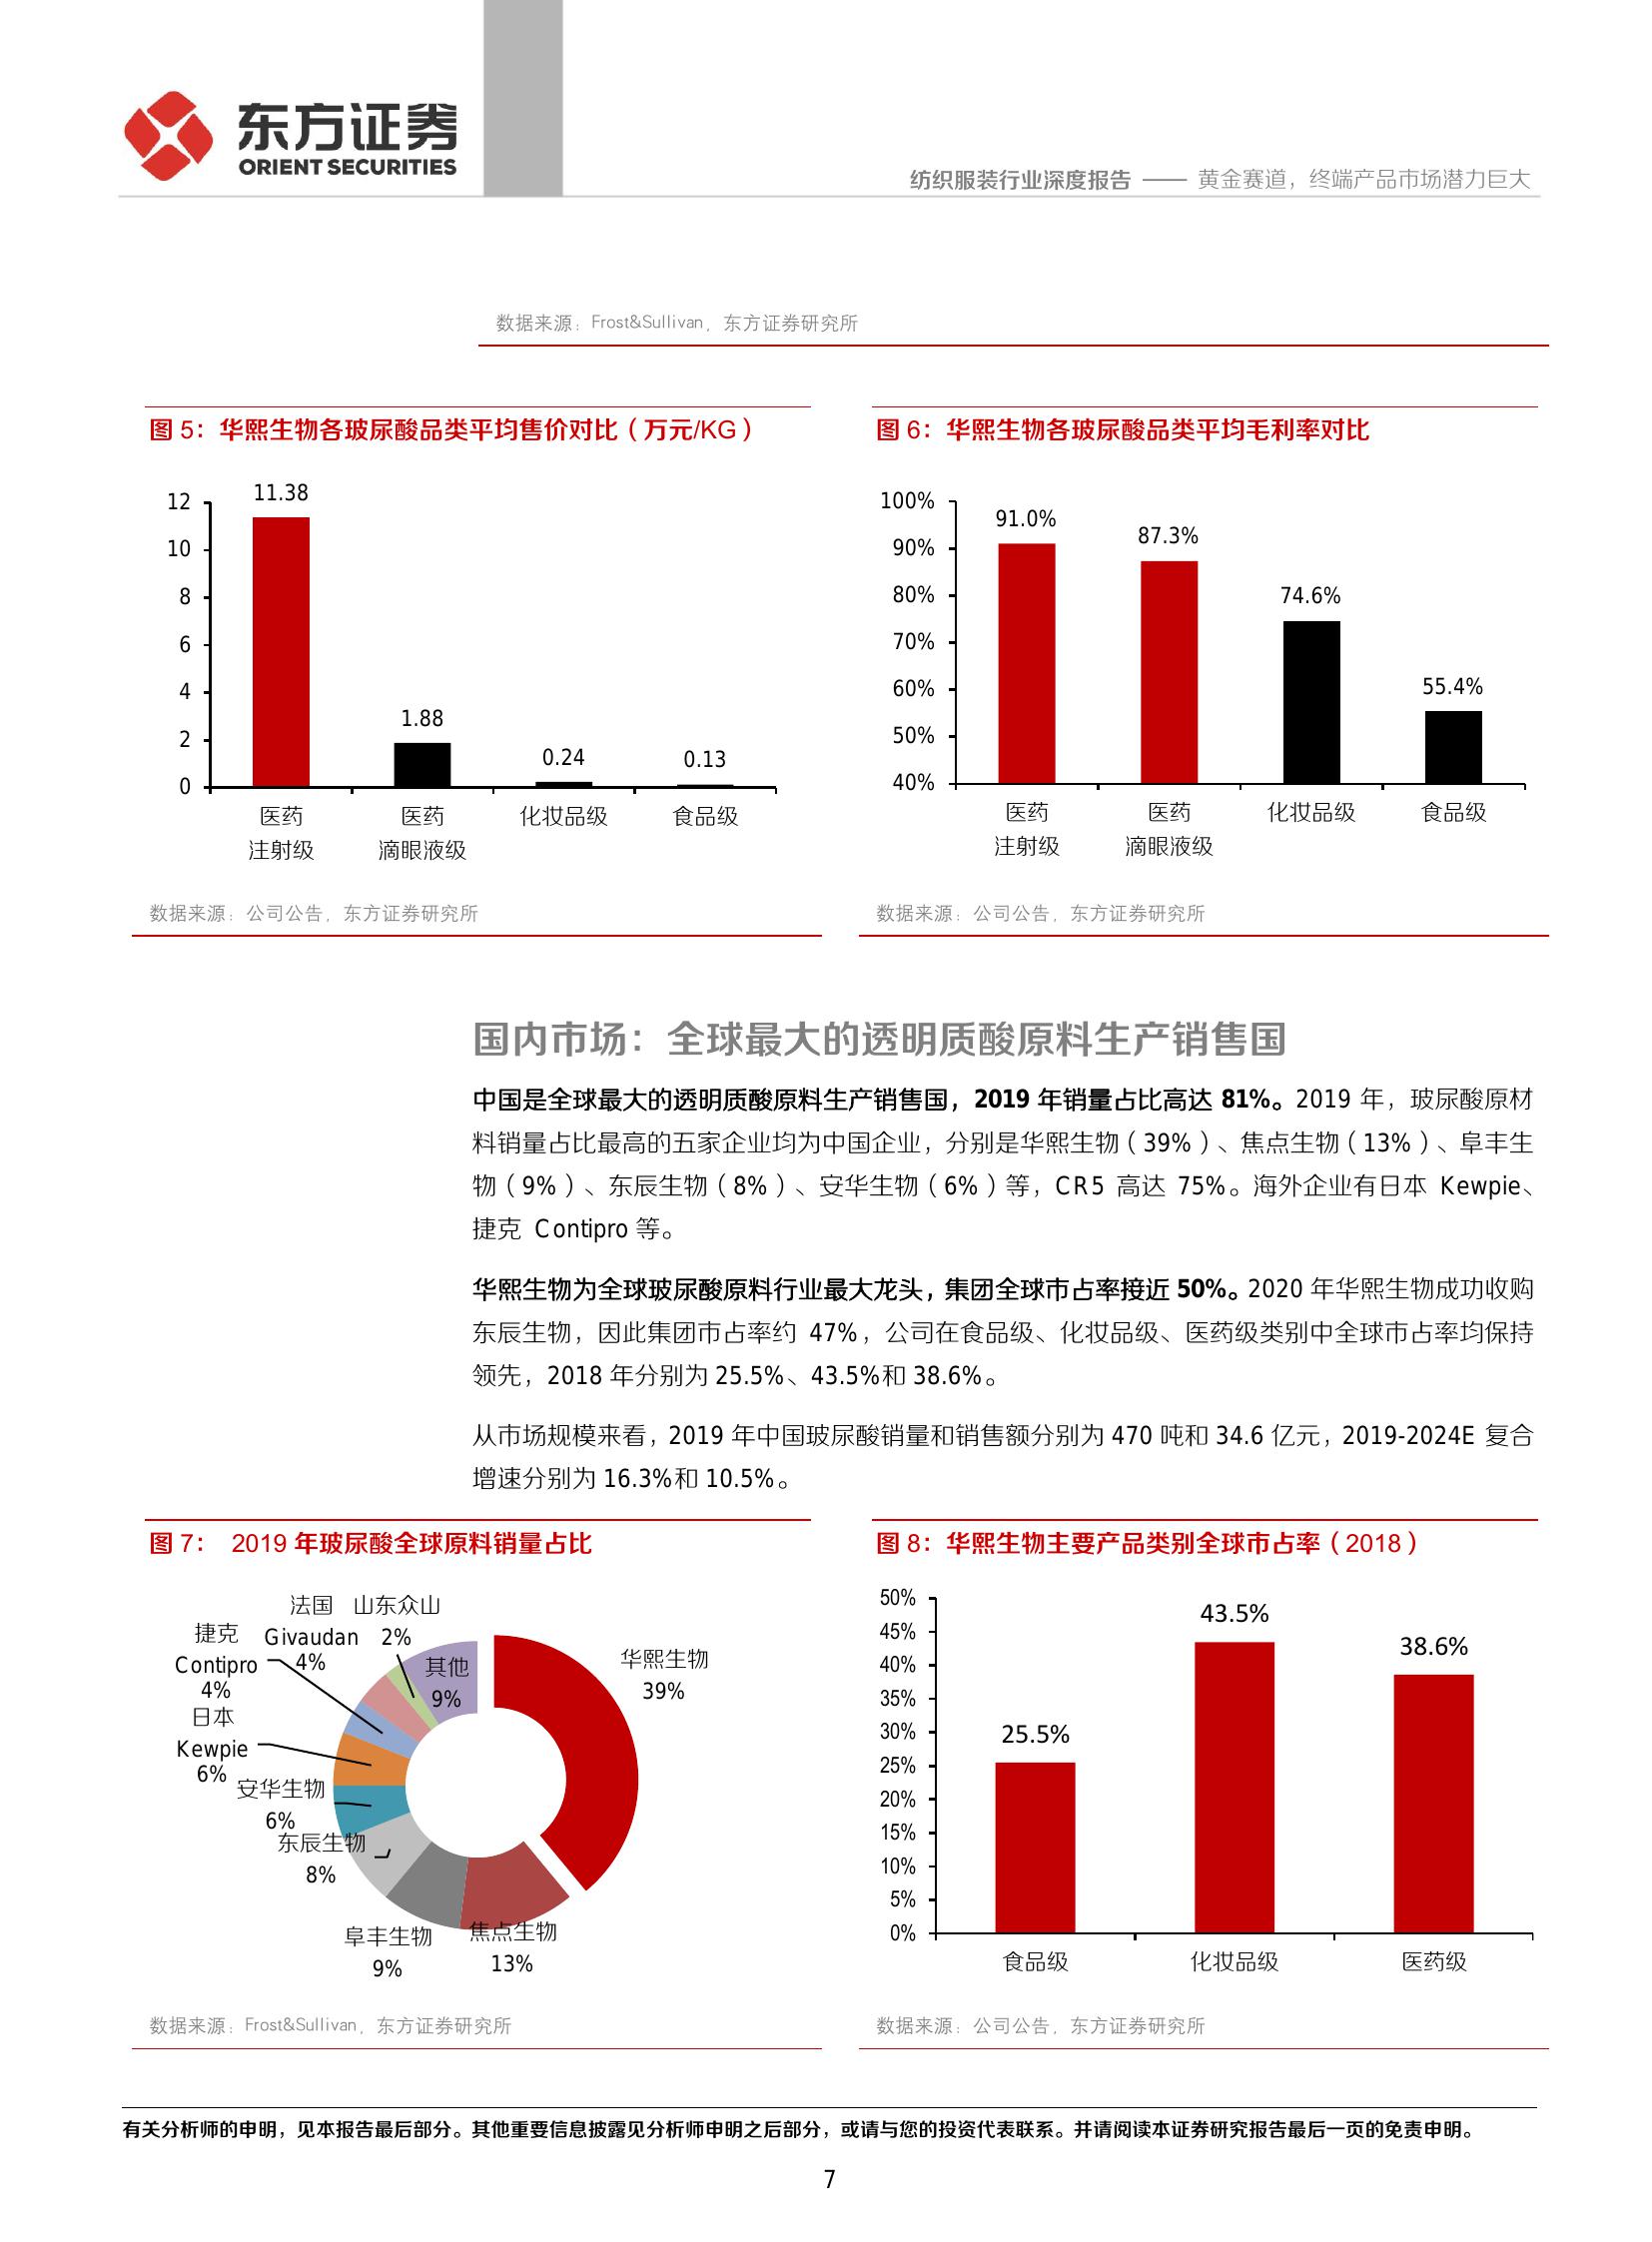 东方证券
ORIENT SECURITIES
纺织服装行业深度报告 —— 黄金赛道，终端产品市场潜力巨大
数据来源：Frost&Sullivan，东方证券研究所
图 5：华熙生物各玻尿酸品类平均售价对比（万元/KG）
12
10
8
6
4
2
0
11.38
1.88
0.24
0.13
医药
注射级
医药
滴眼液级
化妆品级
食品级
数据来源：公司公告，东方证券研究所
图 6：华熙生物各玻尿酸品类平均毛利率对比
100%
90%
80%
70%
60%
50%
40%
91.0%
87.3%
74.6%
55.4%
医药
注射级
医药
滴眼液级
化妆品级
食品级
数据来源：公司公告，东方证券研究所
国内市场：全球最大的透明质酸原料生产销售国
中国是全球最大的透明质酸原料生产销售国，2019 年销量占比高达 81%。2019 年，玻尿酸原材
料销量占比最高的五家企业均为中国企业，分别是华熙生物（39%）、焦点生物（13%）、阜丰生
物（9%）、东辰生物（8%）、安华生物（6%）等，CR5 高达 75%。海外企业有日本 Kewpie、
捷克 Contipro 等。
华熙生物为全球玻尿酸原料行业最大龙头，集团全球市占率接近 50%。2020 年华熙生物成功收购
东辰生物，因此集团市占率约 47%，公司在食品级、化妆品级、医药级类别中全球市占率均保持
领先，2018 年分别为 25.5%、43.5%和 38.6%。
从市场规模来看，2019 年中国玻尿酸销量和销售额分别为 470 吨和 34.6 亿元，2019-2024E 复合
增速分别为 16.3%和 10.5%。
图 7： 2019 年玻尿酸全球原料销量占比
华熙生物
39%
焦点生物
13%
阜丰生物
9%
东辰生物
8%
安华生物
6%
日本
Kewpie
6%
捷克
Contipro
4%
法国
Givaudan
4%
山东众山
2%
其他
9%
数据来源：Frost&Sullivan，东方证券研究所
图 8：华熙生物主要产品类别全球市占率（2018）
50%
45%
40%
35%
30%
25%
20%
15%
10%
5%
0%
25.5%
43.5%
38.6%
食品级
化妆品级
医药级
数据来源：公司公告，东方证券研究所
有关分析师的申明，见本报告最后部分。其他重要信息披露见分析师申明之后部分，或请与您的投资代表联系。并请阅读本证券研究报告最后一页的免责申明。
7